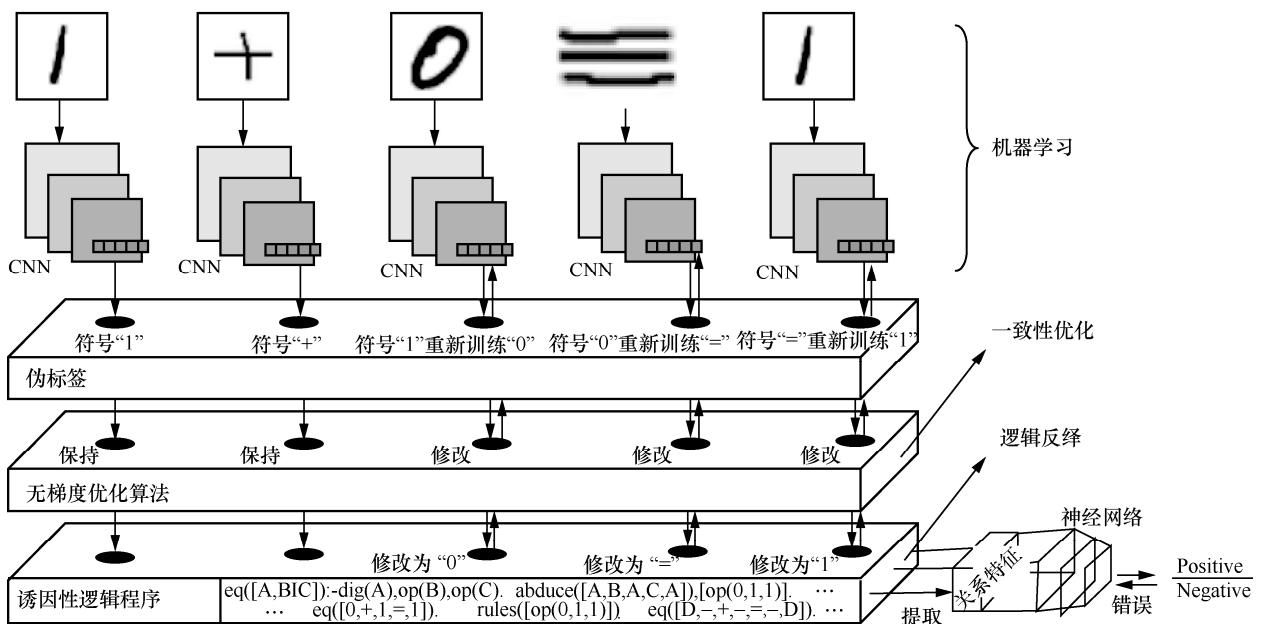 1 + 0 = 1
机器学习
CNN CNN CNN CNN CNN
符号“1” 符号“+” 符号“1”重新训练“0” 符号“0”重新训练“=” 符号“=”重新训练“1”
一致性优化
伪标签
保持 保持 修改 修改 修改
逻辑反绎
无梯度优化算法
神经网络
修改为“0” 修改为“=” 修改为“1”
关系特征
Positive
Negative
诱因性逻辑程序
eq([A,BIC]):-dig(A),op(B),op(C). abduce([A,B,A,C,A]),[op(0,1,1)]. …
… eq([0,+,1,=,1]). rules([op(0,1,1)]) eq([D,−,+,−,=,−,D]). …
提取
错误